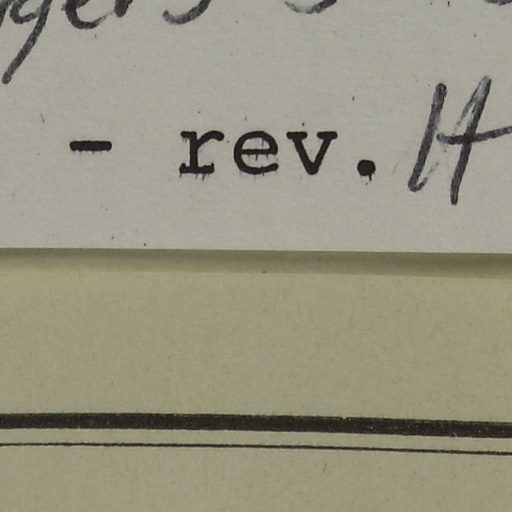 - rev. H